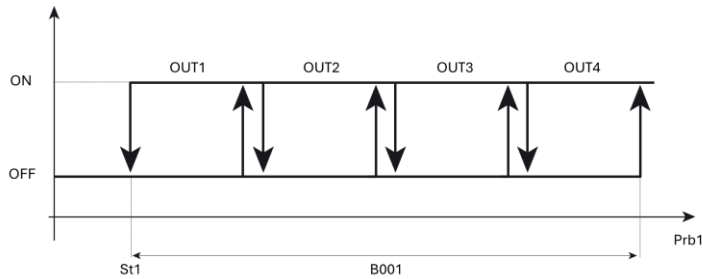 OUT1 OUT2 OUT3 OUT4
ON
OFF
Prb1
St1 B001